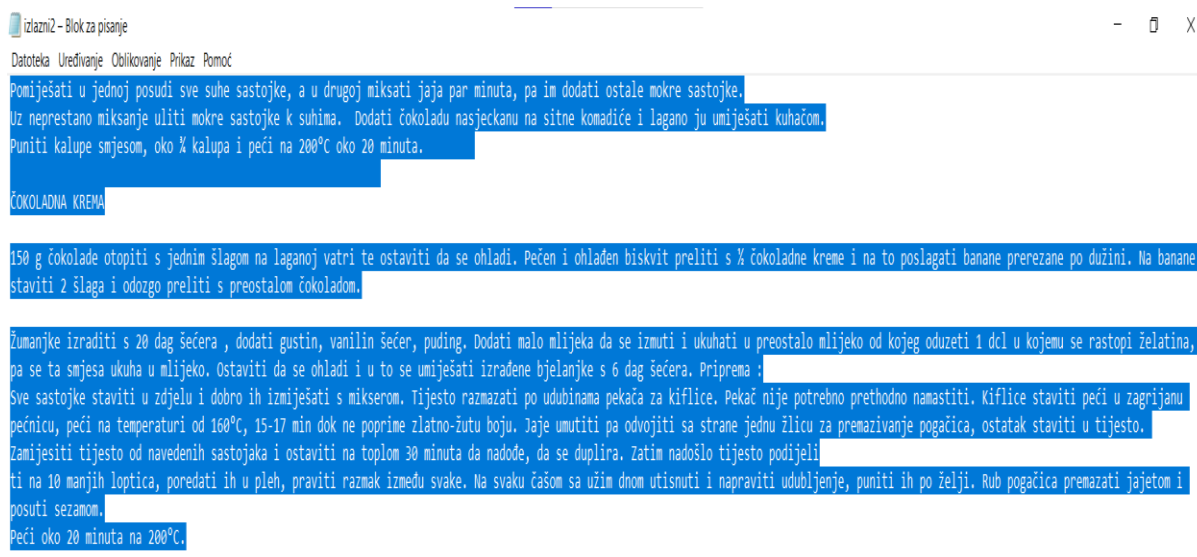 izlazni2 – Blok za pisanje
Datoteka Uređivanje Oblikovanje Prikaz Pomoć
Pomiješati u jednoj posudi sve suhe sastojke, a u drugoj miksati jaja par minuta, pa im dodati ostale mokre sastojke.
Uz neprestano miksanje uliti mokre sastojke k suhima. Dodati čokoladu nasjeckanu na sitne komadiće i lagano ju umiješati kuhačom.
Puniti kalupe smjesom, oko ¾ kalupa i peći na 200°C oko 20 minuta.
ČOKOLADNA KREMA
150 g čokolade otopiti s jednim šlagom na laganoj vatri te ostaviti da se ohladi. Pečen i ohlađen biskvit preliti s čokoladne kreme i na to poslagati banane prerezane po dužini. Na banane
staviti 2 šlaga i odozgo preliti s preostalom čokoladom.
Žumanjke izraditi s 20 dag šećera , dodati gustin, vanilin šećer, puding. Dodati malo mlijeka da se izmuti i ukuhati u preostalo mlijeko od kojeg oduzeti 1 dcl u kojemu se rastopi želatina,
pa se ta smjesa ukuha u mlijeko. Ostaviti da se ohladi i u to se umiješati izrađene bjelanjke s 6 dag šećera. Priprema :
Sve sastojke staviti u zdjelu i dobro ih izmiješati s mikserom. Tijesto razmazati po udubinama pekača za kiflice. Pekač nije potrebno prethodno namastiti. Kiflice staviti peći u zagrijanu
pećnicu, peći na temperaturi od 160°C, 15-17 min dok ne poprime zlatno-žutu boju. Jaje umutiti pa odvojiti sa strane jednu žlicu za premazivanje pogačica, ostatak staviti u tijesto.
Zamijesiti tijesto od navedenih sastojaka i ostaviti na toplom 30 minuta da nadođe, da se duplira. Zatim nadošlo tijesto podijeli
ti na 10 manjih loptica, poredati ih u pleh, praviti razmak između svake. Na svaku čašom sa užim dnom utisnuti i napraviti udubljenje, puniti ih po želji. Rub pogačica premazati jajetom i
posuti sezamom.
Peći oko 20 minuta na 200°C.